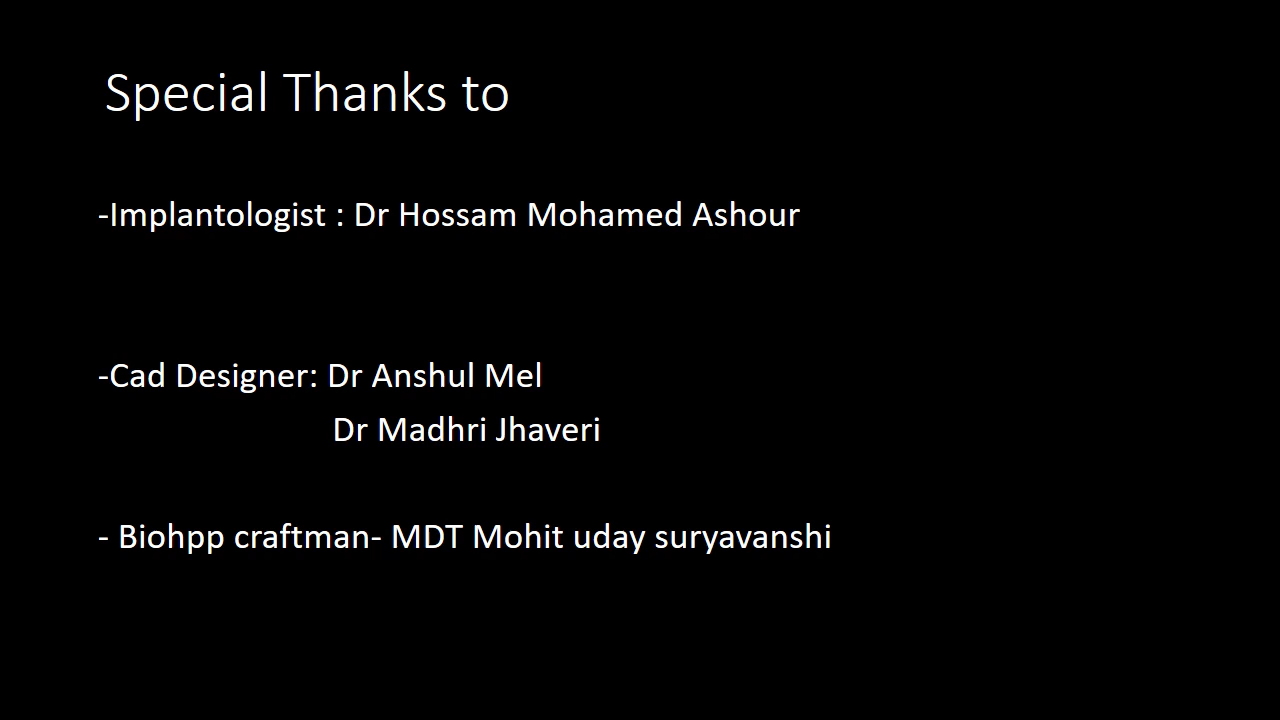 Special Thanks to
-Implantologist : Dr Hossam Mohamed Ashour
-Cad Designer: Dr Anshul Mel
Dr Madhri Jhaveri
- Biohpp craftman- MDT Mohit uday suryavanshi